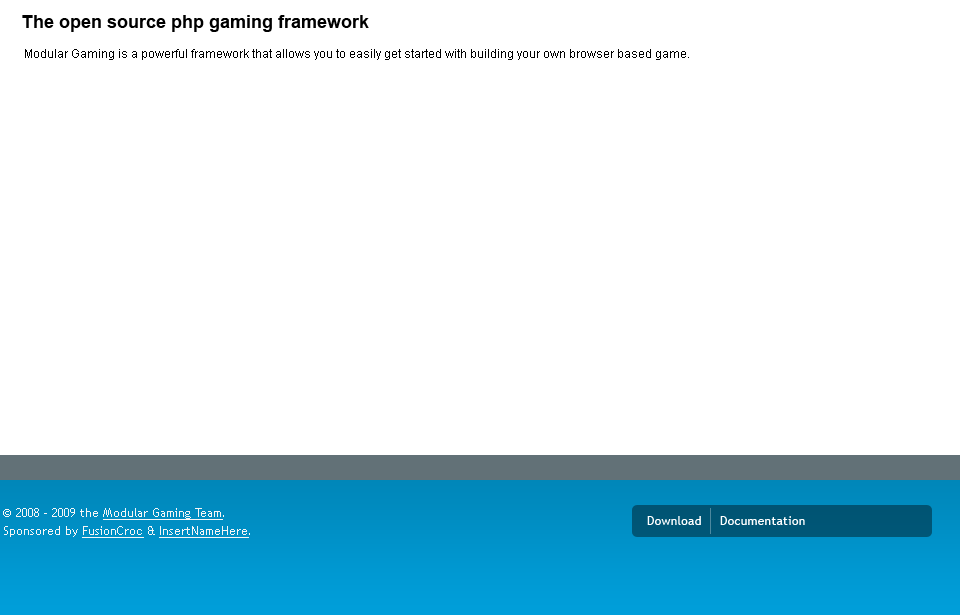 The open source php gaming framework
Modular Gaming is a powerful framework that allows you to easily get started with building your own browser based game.
© 2008 - 2009 the Modular Gaming Team.
Sponsored by FusionCroc & InsertNameHere.
Download
Documentation